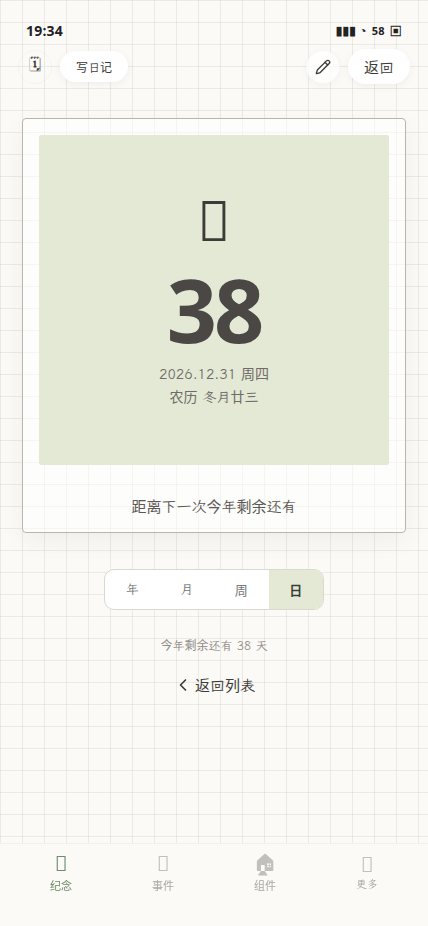 19:34
58
写日记
返回
38
2026.12.31 周四
农历 冬月廿三
距离下一次今年剩余还有
年 月 周 日
今年剩余还有 38 天
返回列表
纪念 事件 组件 更多